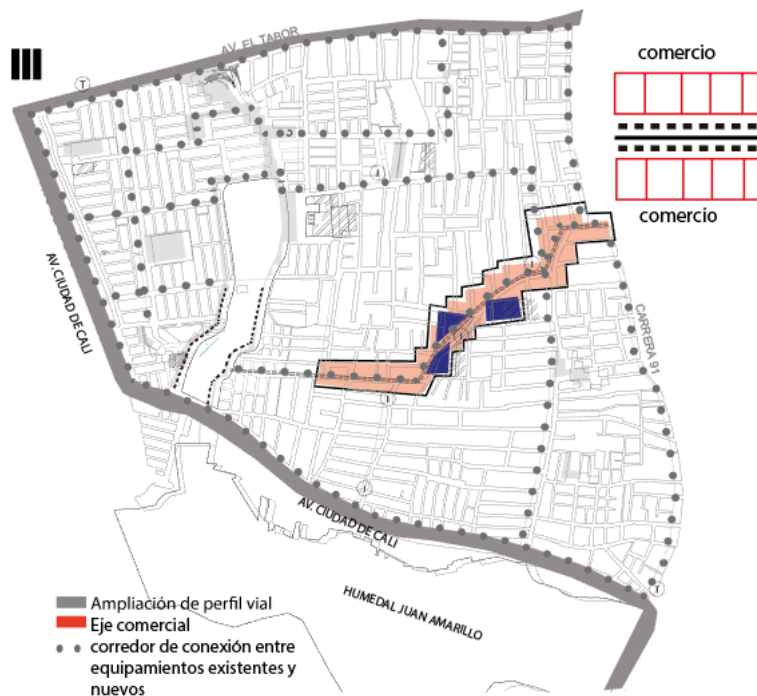 III
AV. EL TABOR
comercio
T
comercio
I
AV. CIUDAD DE CALI
CARRERA 91
I
I
I
AV. CIUDAD DE CALI
T
HUMEDAL JUAN AMARILLO
Ampliación de perfil vial
Eje comercial
corredor de conexión entre
equipamientos existentes y
nuevos